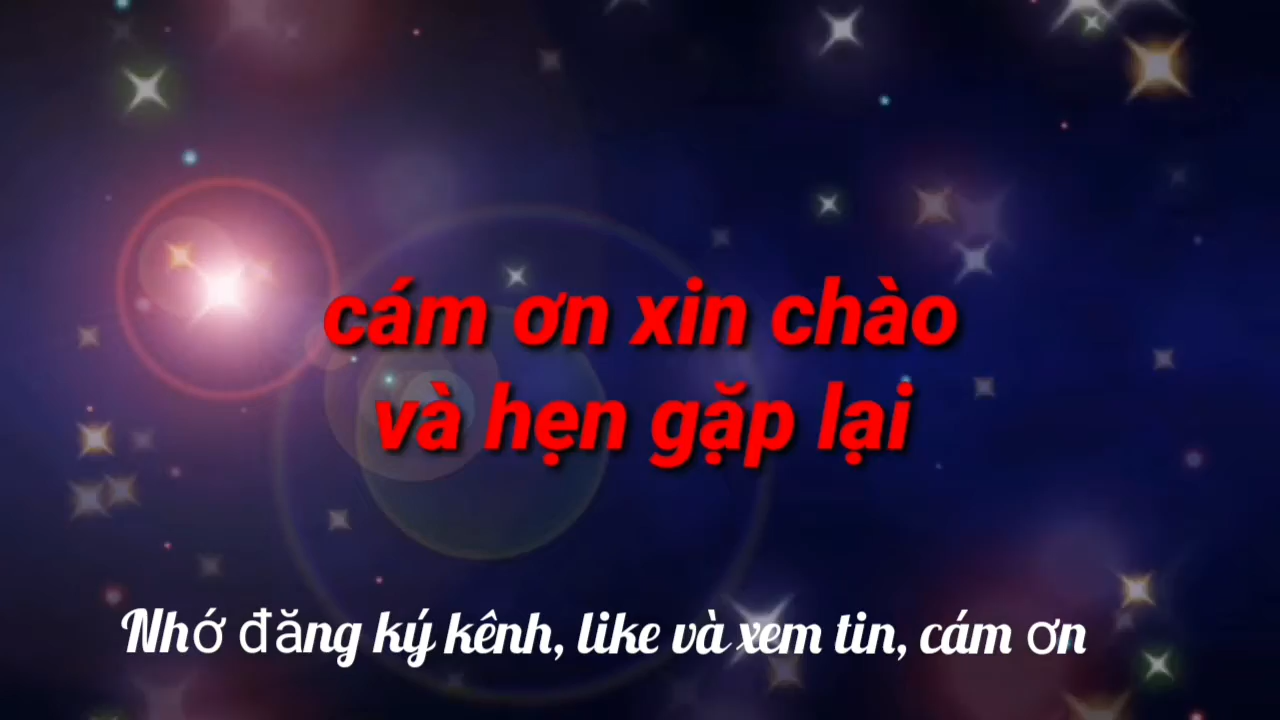 cám ơn xin chào
và hẹn gặp lại
Nhớ đăng ký kênh, like và xem tin, cám ơn